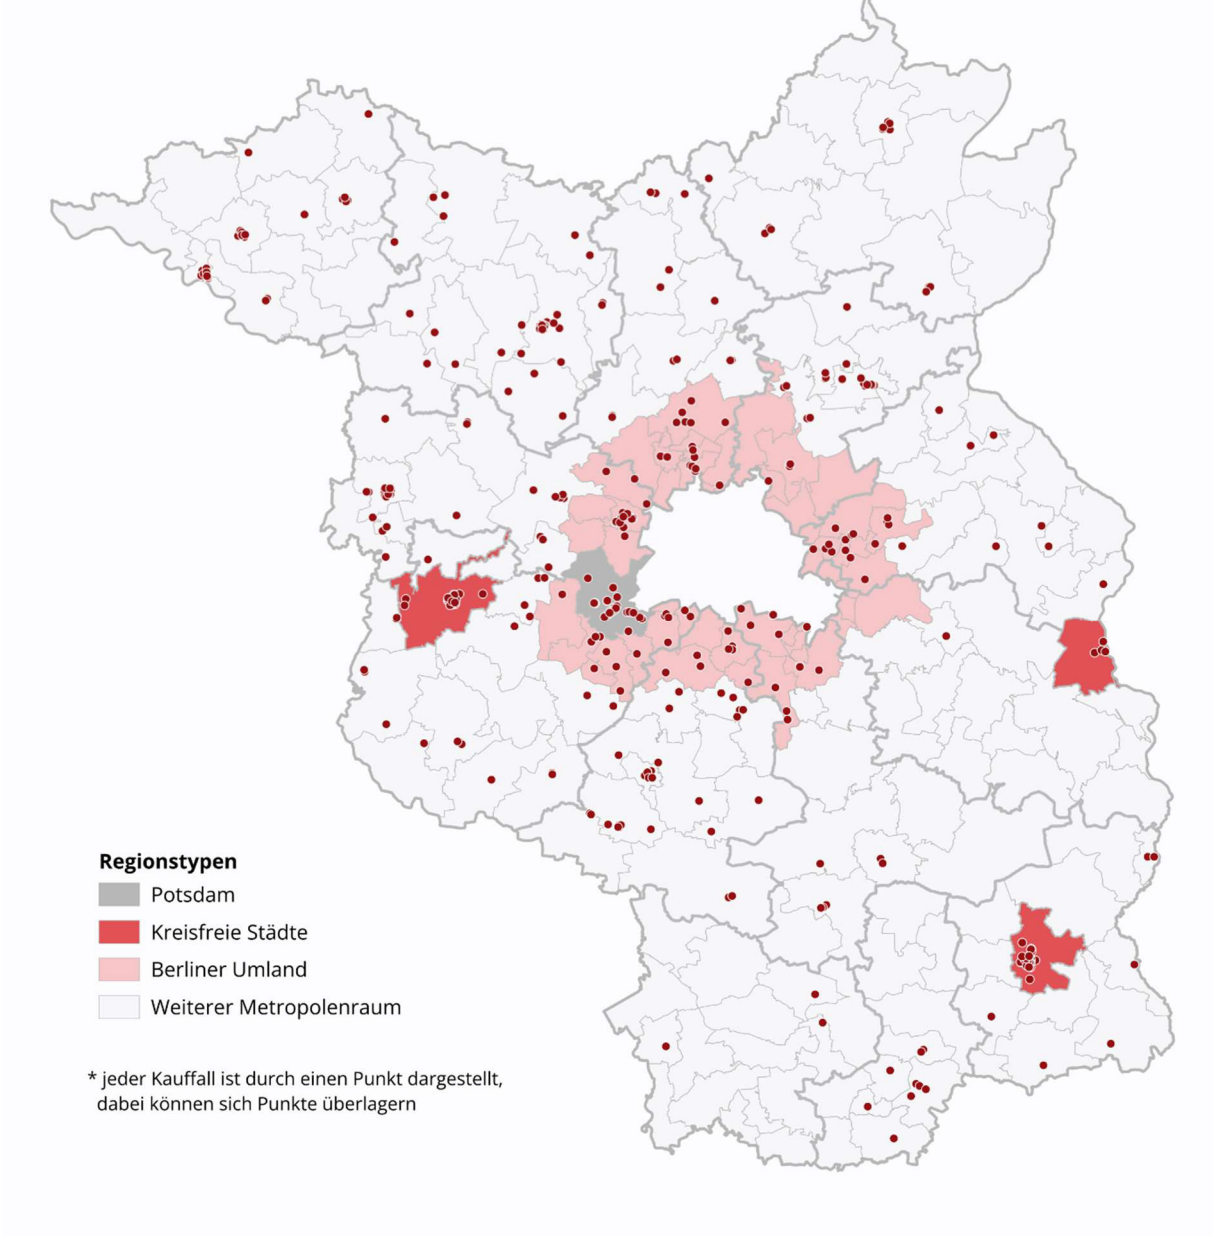 Regionstypen
Potsdam
Kreisfreie Städte
Berliner Umland
Weiterer Metropolenraum
* jeder Kauffall ist durch einen Punkt dargestellt,
dabei können sich Punkte überlagern